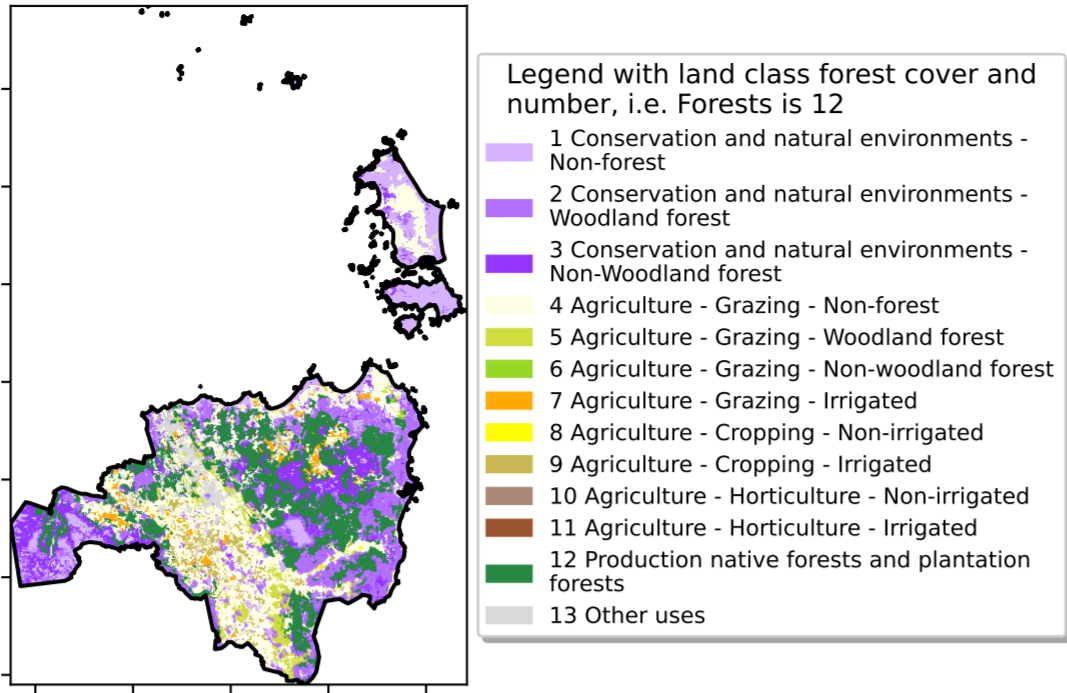 Legend with land class forest cover and
number, i.e. Forests is 12
1 Conservation and natural environments -
Non-forest
2 Conservation and natural environments -
Woodland forest
3 Conservation and natural environments -
Non-Woodland forest
4 Agriculture - Grazing - Non-forest
5 Agriculture - Grazing - Woodland forest
6 Agriculture - Grazing - Non-woodland forest
7 Agriculture - Grazing - Irrigated
8 Agriculture - Cropping - Non-irrigated
9 Agriculture - Cropping - Irrigated
10 Agriculture - Horticulture - Non-irrigated
11 Agriculture - Horticulture - Irrigated
12 Production native forests and plantation
forests
13 Other uses